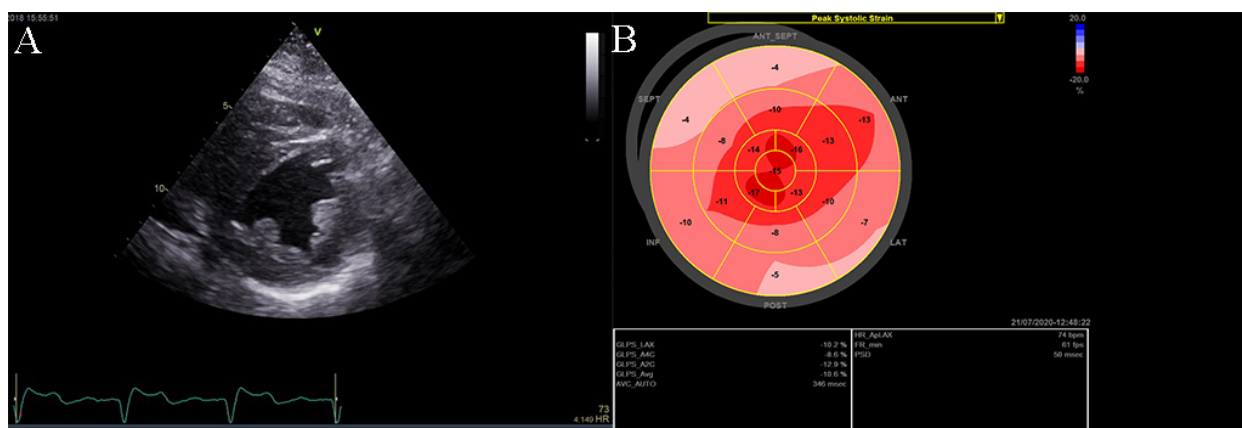 2018 15:55:51
A
V
5
10
73
4:149 HR
B
Peak Systolic Strain
20.0
-20.0
%
ANT_SEPT
SEPT
ANT
INF
LAT
POST
-4
-4
-10
-13
-8
-14
-16
-13
-15
-17
-13
-11
-10
-10
-8
-7
-5
21/07/2020-12:48:22
GLPS_LAX -10.2 %
GLPS_A4C -8.6 %
GLPS_A2C -12.9 %
GLPS_Avg -10.6 %
AVC_AUTO 346 msec
HR_ApLAX 74 bpm
FR_min 61 fps
PSD 50 msec